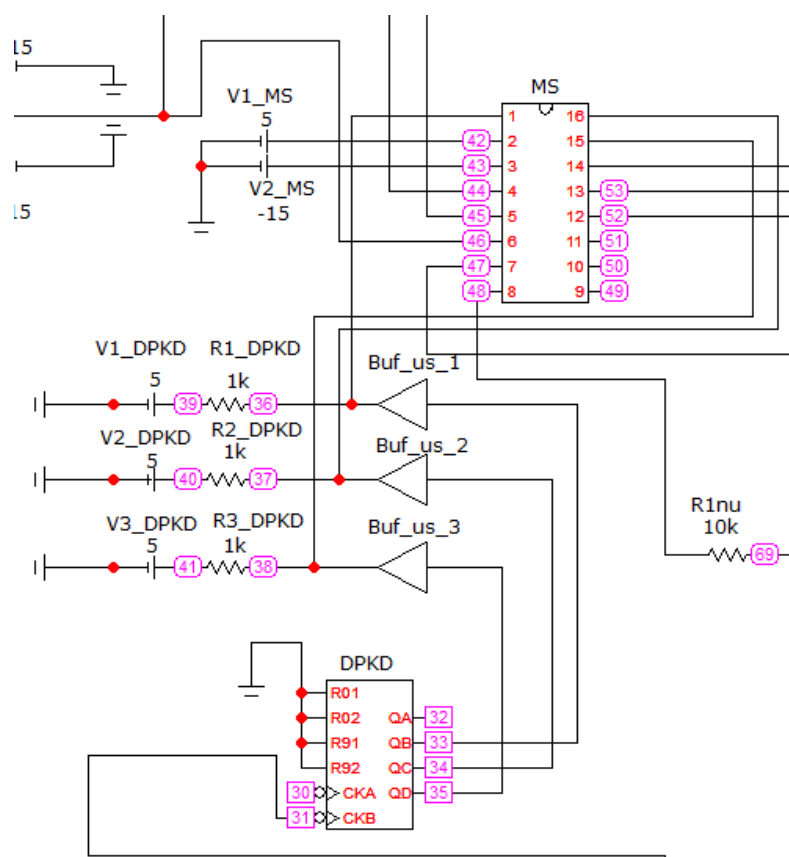 15
15
V1_MS
5
V2_MS
-15
MS
1 16
42 2 15
43 3 14
44 4 13 53
45 5 12 52
46 6 11 51
47 7 10 50
48 8 9 49
V1_DPKD R1_DPKD Buf_us_1
5 1k
39 36
V2_DPKD R2_DPKD Buf_us_2
5 1k
40 37
V3_DPKD R3_DPKD Buf_us_3
5 1k
41 38
R1nu
10k
69
DPKD
R01
R02 QA 32
R91 QB 33
R92 QC 34
30 CKA QD 35
31 CKB